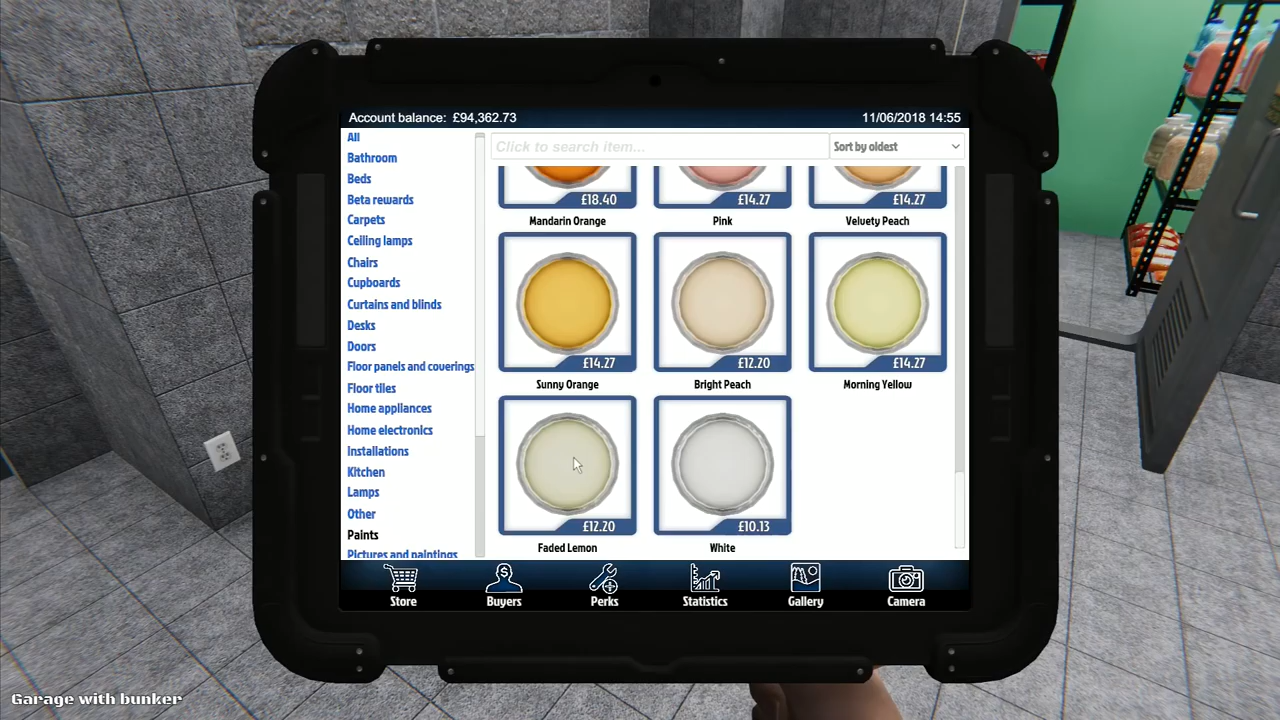 Account balance: £94,362.73
11/06/2018 14:55
All
Bathroom
Beds
Beta rewards
Carpets
Ceiling lamps
Chairs
Cupboards
Curtains and blinds
Desks
Doors
Floor panels and coverings
Floor tiles
Home appliances
Home electronics
Installations
Kitchen
Lamps
Other
Paints
Pictures and paintings
Click to search item...
Sort by oldest
£18.40
£14.27
£14.27
Mandarin Orange
Pink
Velvety Peach
£14.27
£12.20
£14.27
Sunny Orange
Bright Peach
Morning Yellow
£12.20
£10.13
Faded Lemon
White
Store
Buyers
Perks
Statistics
Gallery
Camera
Garage with bunker